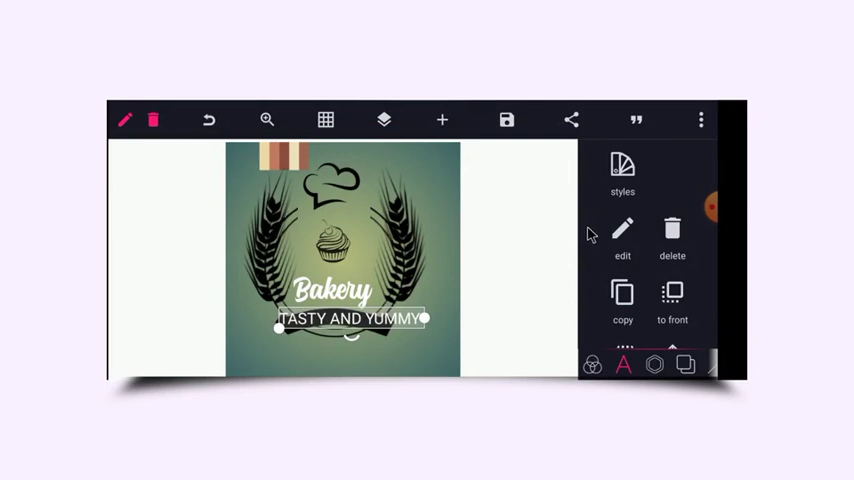 styles
edit
delete
Bakery
TASTY AND YUMMY
copy
to front